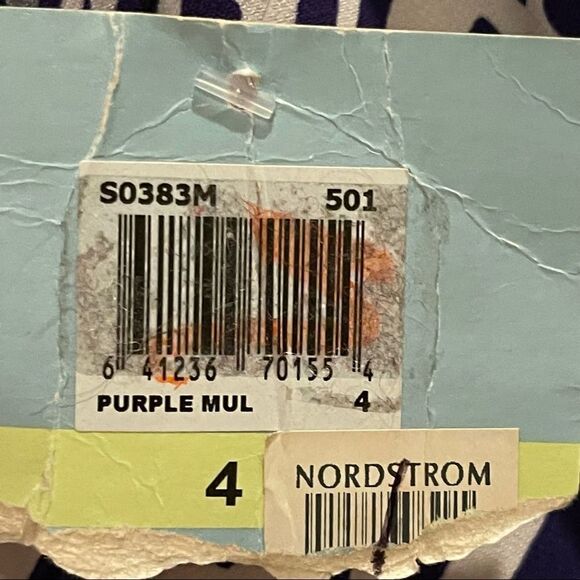 S0383M 501
6 41236 70155 4
PURPLE MUL 4
4
NORDSTROM